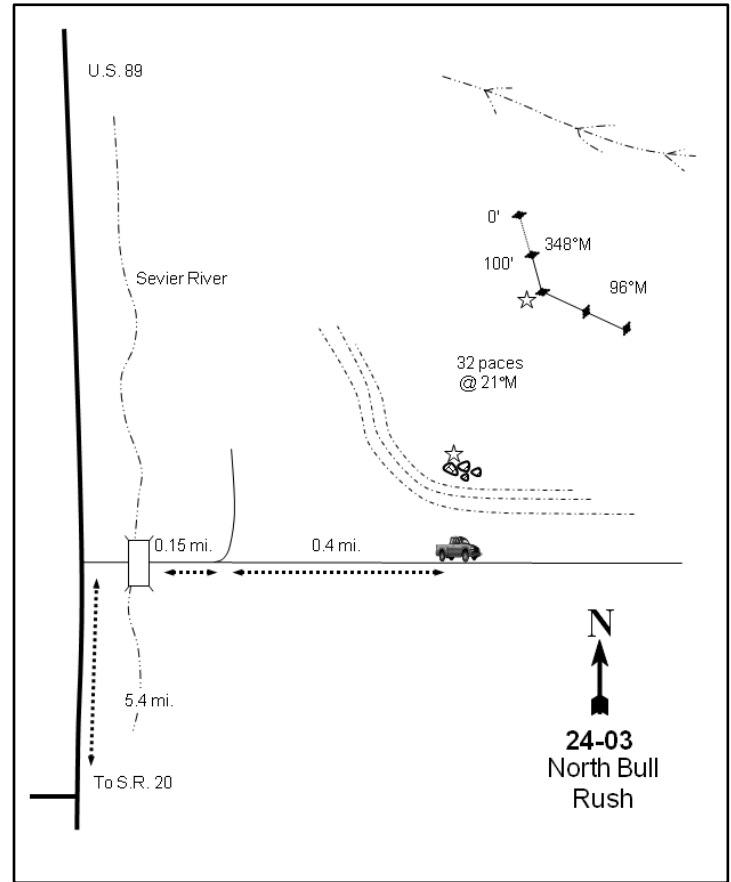 U.S. 89
0'
348°M
100'
Sevier River
96°M
32 paces
@ 21°M
0.15 mi.
0.4 mi.
N
5.4 mi.
24-03
North Bull
Rush
To S.R. 20